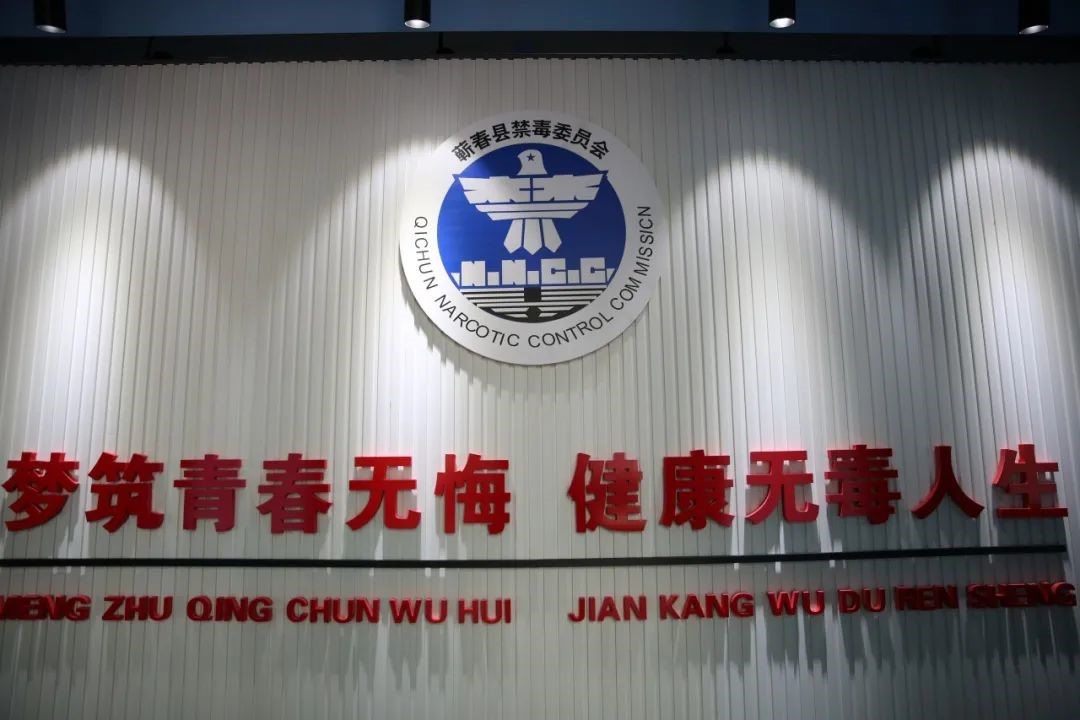 蕲春县禁毒委员会
N.N.C.C.
QICHUN NARCOTIC CONTROL COMMISSICN
梦筑青春无悔 健康无毒人生
MENG ZHU QING CHUN WU HUI JIAN KANG WU DU REN SHENG